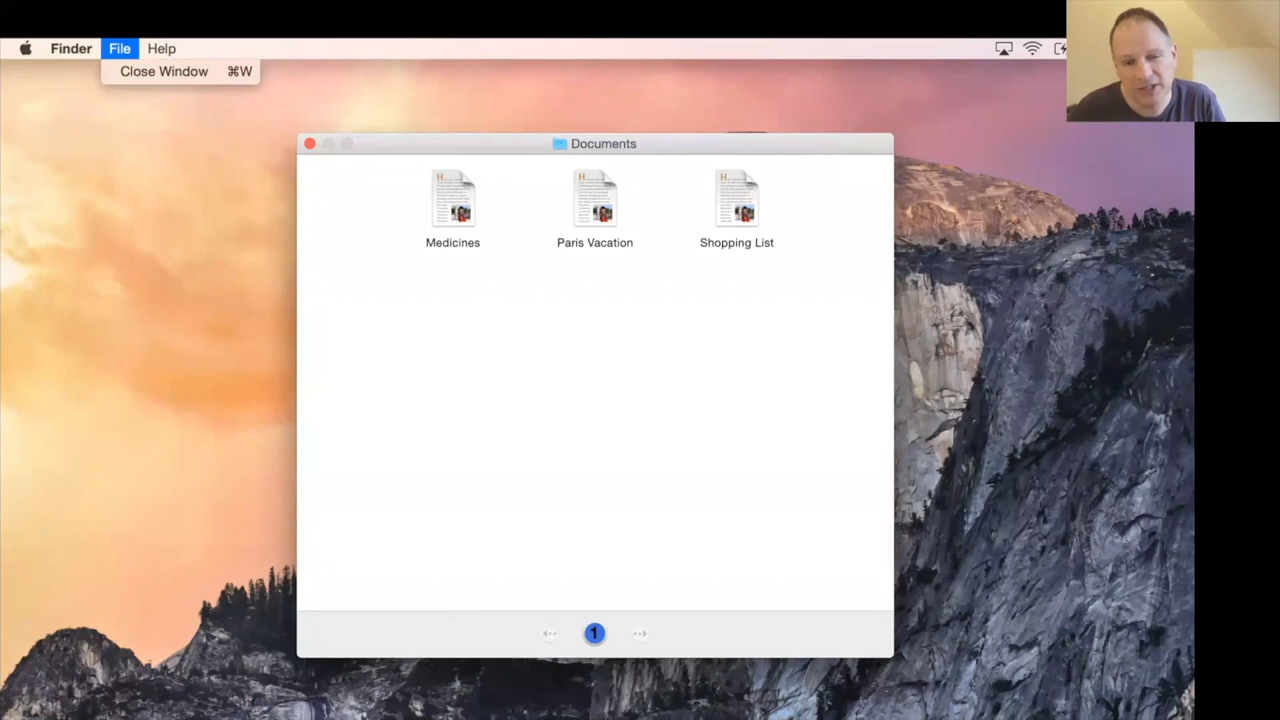 Finder File Help
Close Window ⌘W
Documents
Medicines Paris Vacation Shopping List
1